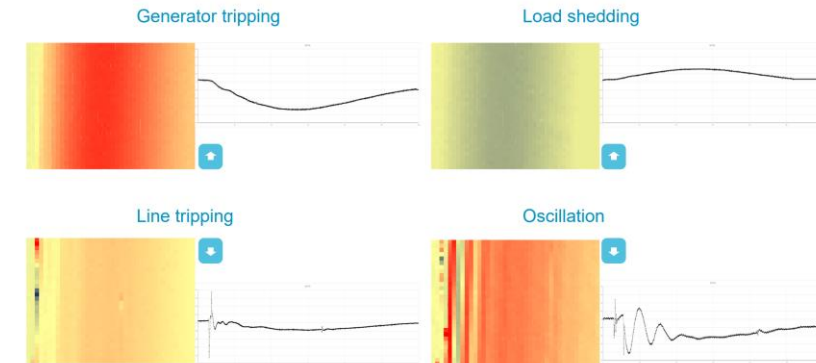 Generator tripping
Load shedding
Line tripping
Oscillation